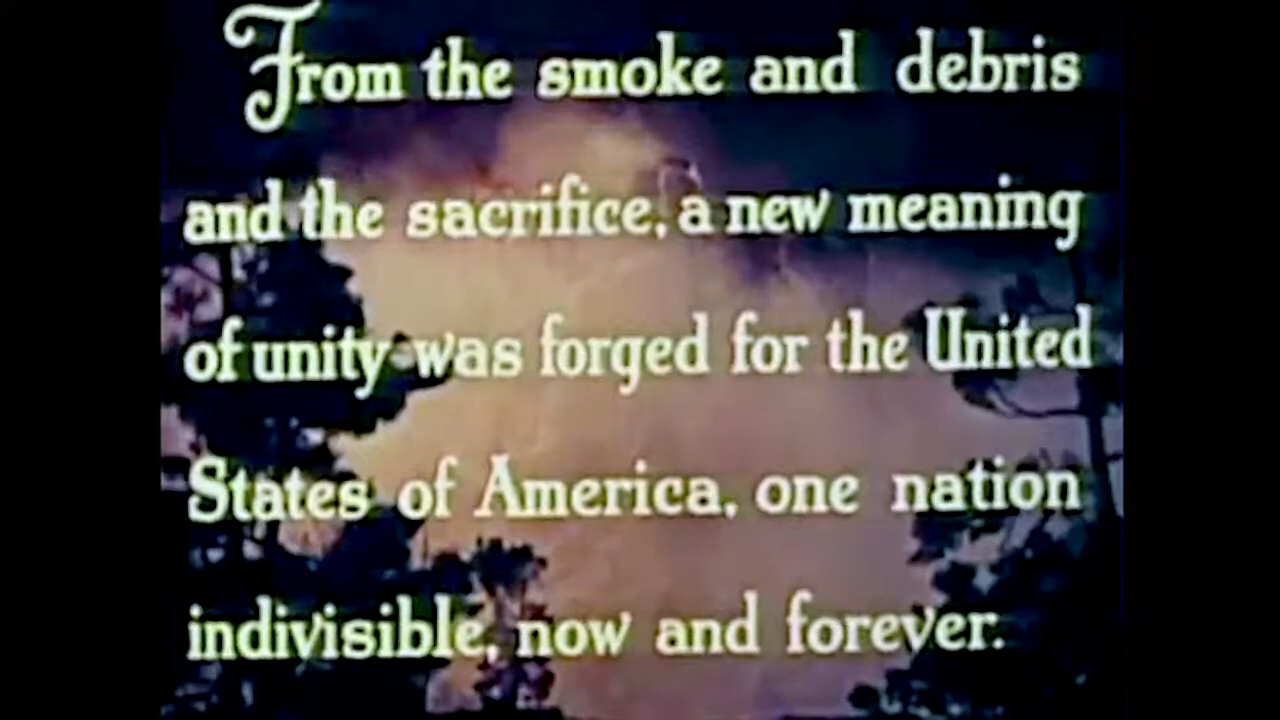 From the smoke and debris
and the sacrifice, a new meaning
of unity was forged for the United
States of America, one nation
indivisible, now and forever.